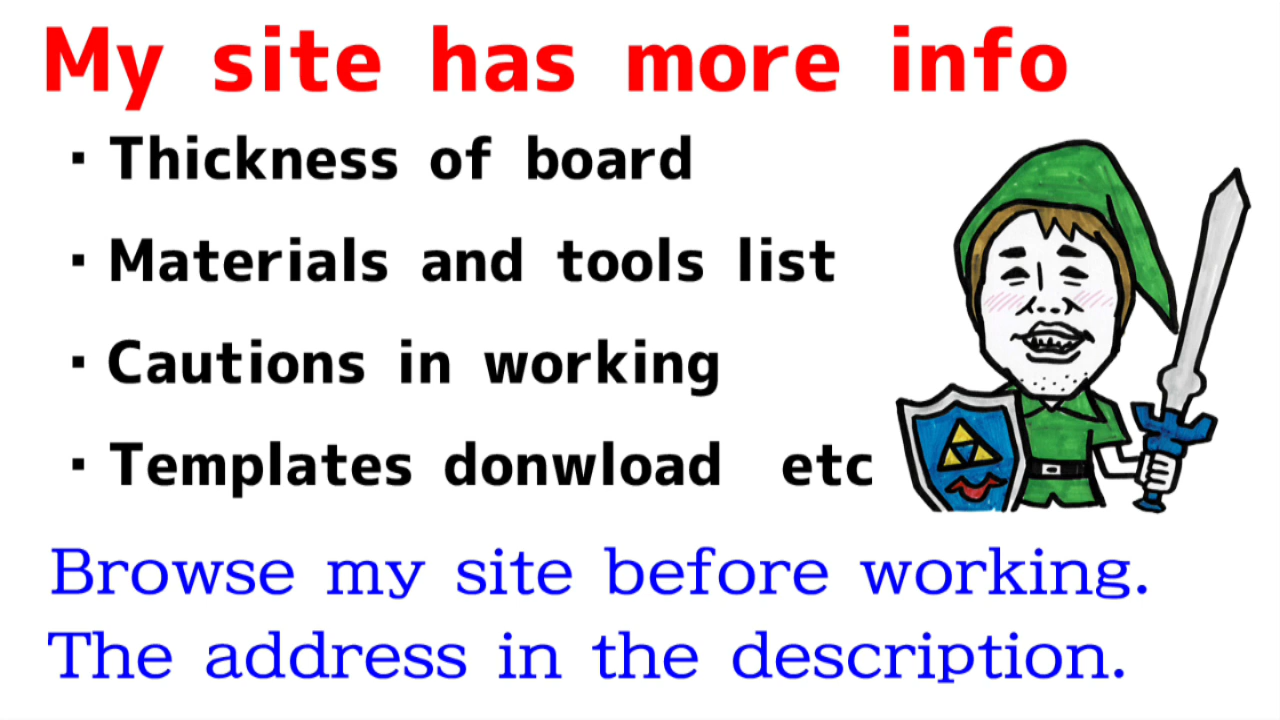 My site has more info
・Thickness of board
・Materials and tools list
・Cautions in working
・Templates donwload etc
Browse my site before working.
The address in the description.